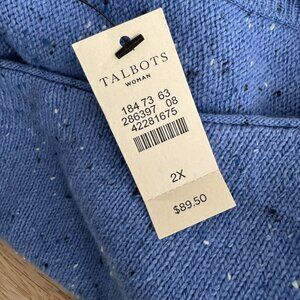 TALBOTS
WOMAN
184 73 63
286397 08
42281675
2X
$89.50